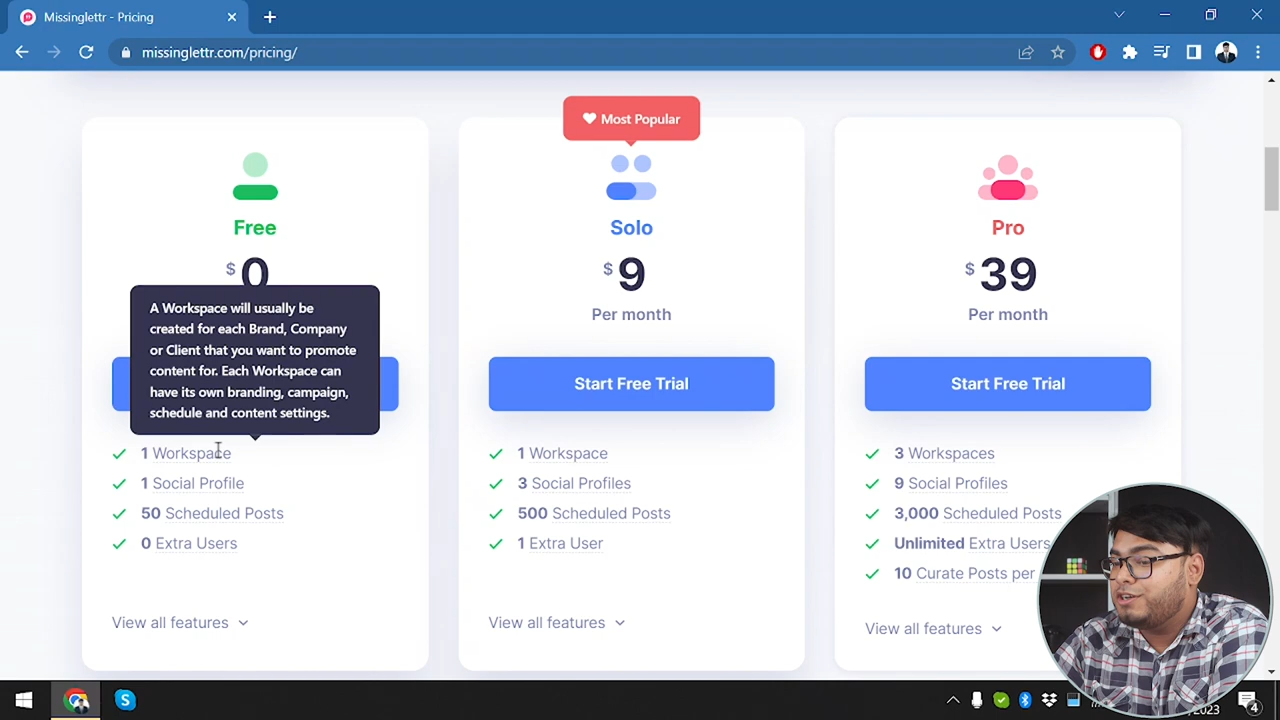 Missinglettr - Pricing
missinglettr.com/pricing/
Most Popular
Free
$ 0
A Workspace will usually be
created for each Brand, Company
or Client that you want to promote
content for. Each Workspace can
have its own branding, campaign,
schedule and content settings.
1 Workspace
1 Social Profile
50 Scheduled Posts
0 Extra Users
View all features
Solo
$ 9
Per month
Start Free Trial
1 Workspace
3 Social Profiles
500 Scheduled Posts
1 Extra User
View all features
Pro
$ 39
Per month
Start Free Trial
3 Workspaces
9 Social Profiles
3,000 Scheduled Posts
Unlimited Extra Users
10 Curate Posts per
View all features
2023
4